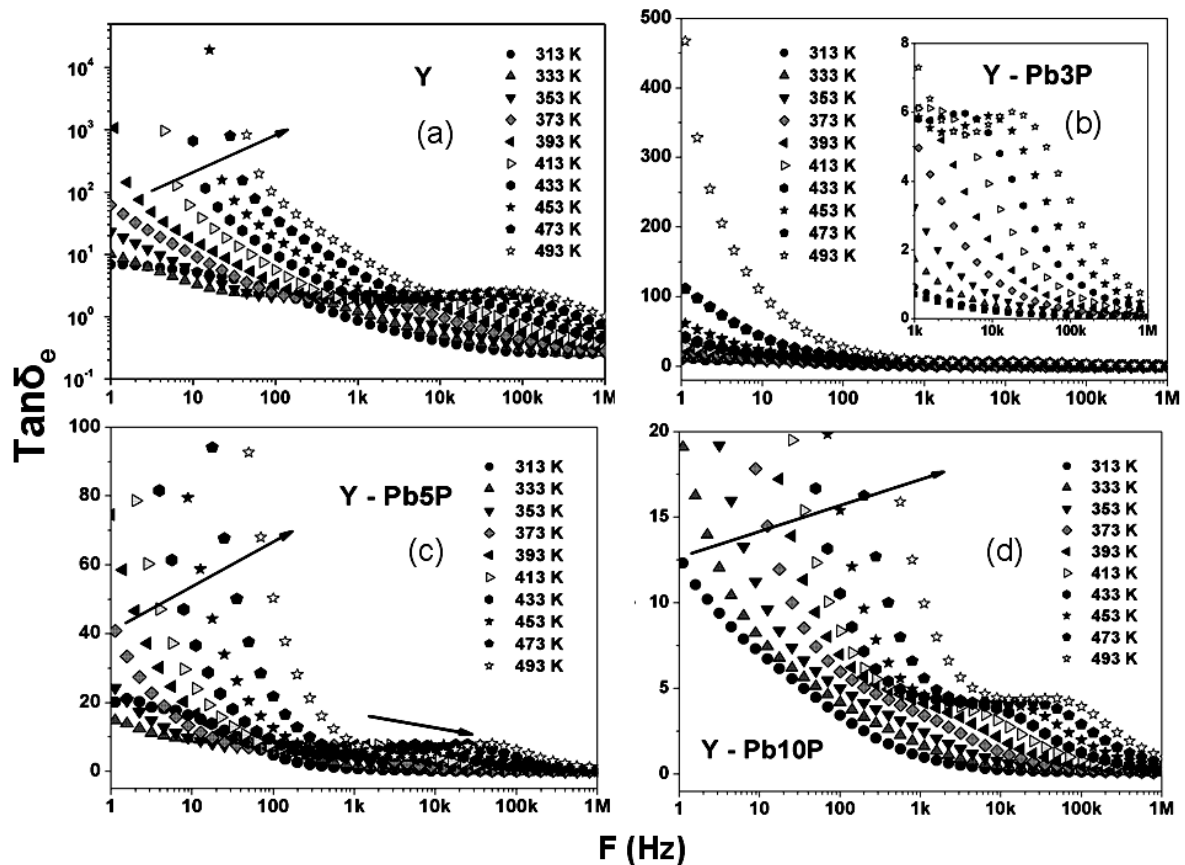 Tanδe
10^4
10^3
10^2
10^1
10^0
10^-1
1 10 100 1k 10k 100k 1M
Y
(a)
313 K
333 K
353 K
373 K
393 K
413 K
433 K
453 K
473 K
493 K
500
400
300
200
100
0
1 10 100 1k 10k 100k 1M
313 K
333 K
353 K
373 K
393 K
413 K
433 K
453 K
473 K
493 K
8
6
4
2
0
1k 10k 100k 1M
Y - Pb3P
(b)
100
80
60
40
20
0
1 10 100 1k 10k 100k 1M
Y - Pb5P
(c)
313 K
333 K
353 K
373 K
393 K
413 K
433 K
453 K
473 K
493 K
20
15
10
5
0
1 10 100 1k 10k 100k 1M
Y - Pb10P
(d)
313 K
333 K
353 K
373 K
393 K
413 K
433 K
453 K
473 K
493 K
F (Hz)